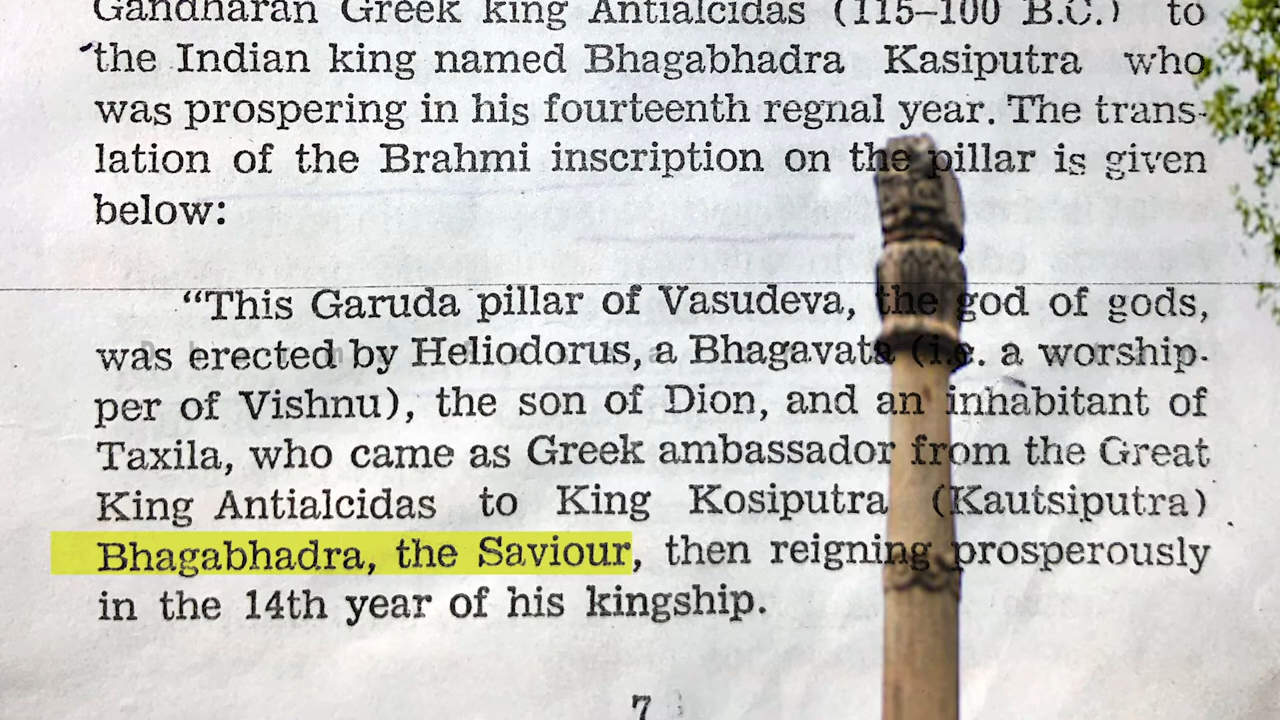 Gandharan Greek king Antialcidas (115–100 B.C.) to
the Indian king named Bhagabhadra Kasiputra who
was prospering in his fourteenth regnal year. The trans-
lation of the Brahmi inscription on the pillar is given
below:
“This Garuda pillar of Vasudeva, the god of gods,
was erected by Heliodorus, a Bhagavata (i.e. a worship-
per of Vishnu), the son of Dion, and an inhabitant of
Taxila, who came as Greek ambassador from the Great
King Antialcidas to King Kosiputra (Kautsiputra)
Bhagabhadra, the Saviour, then reigning prosperously
in the 14th year of his kingship.
7